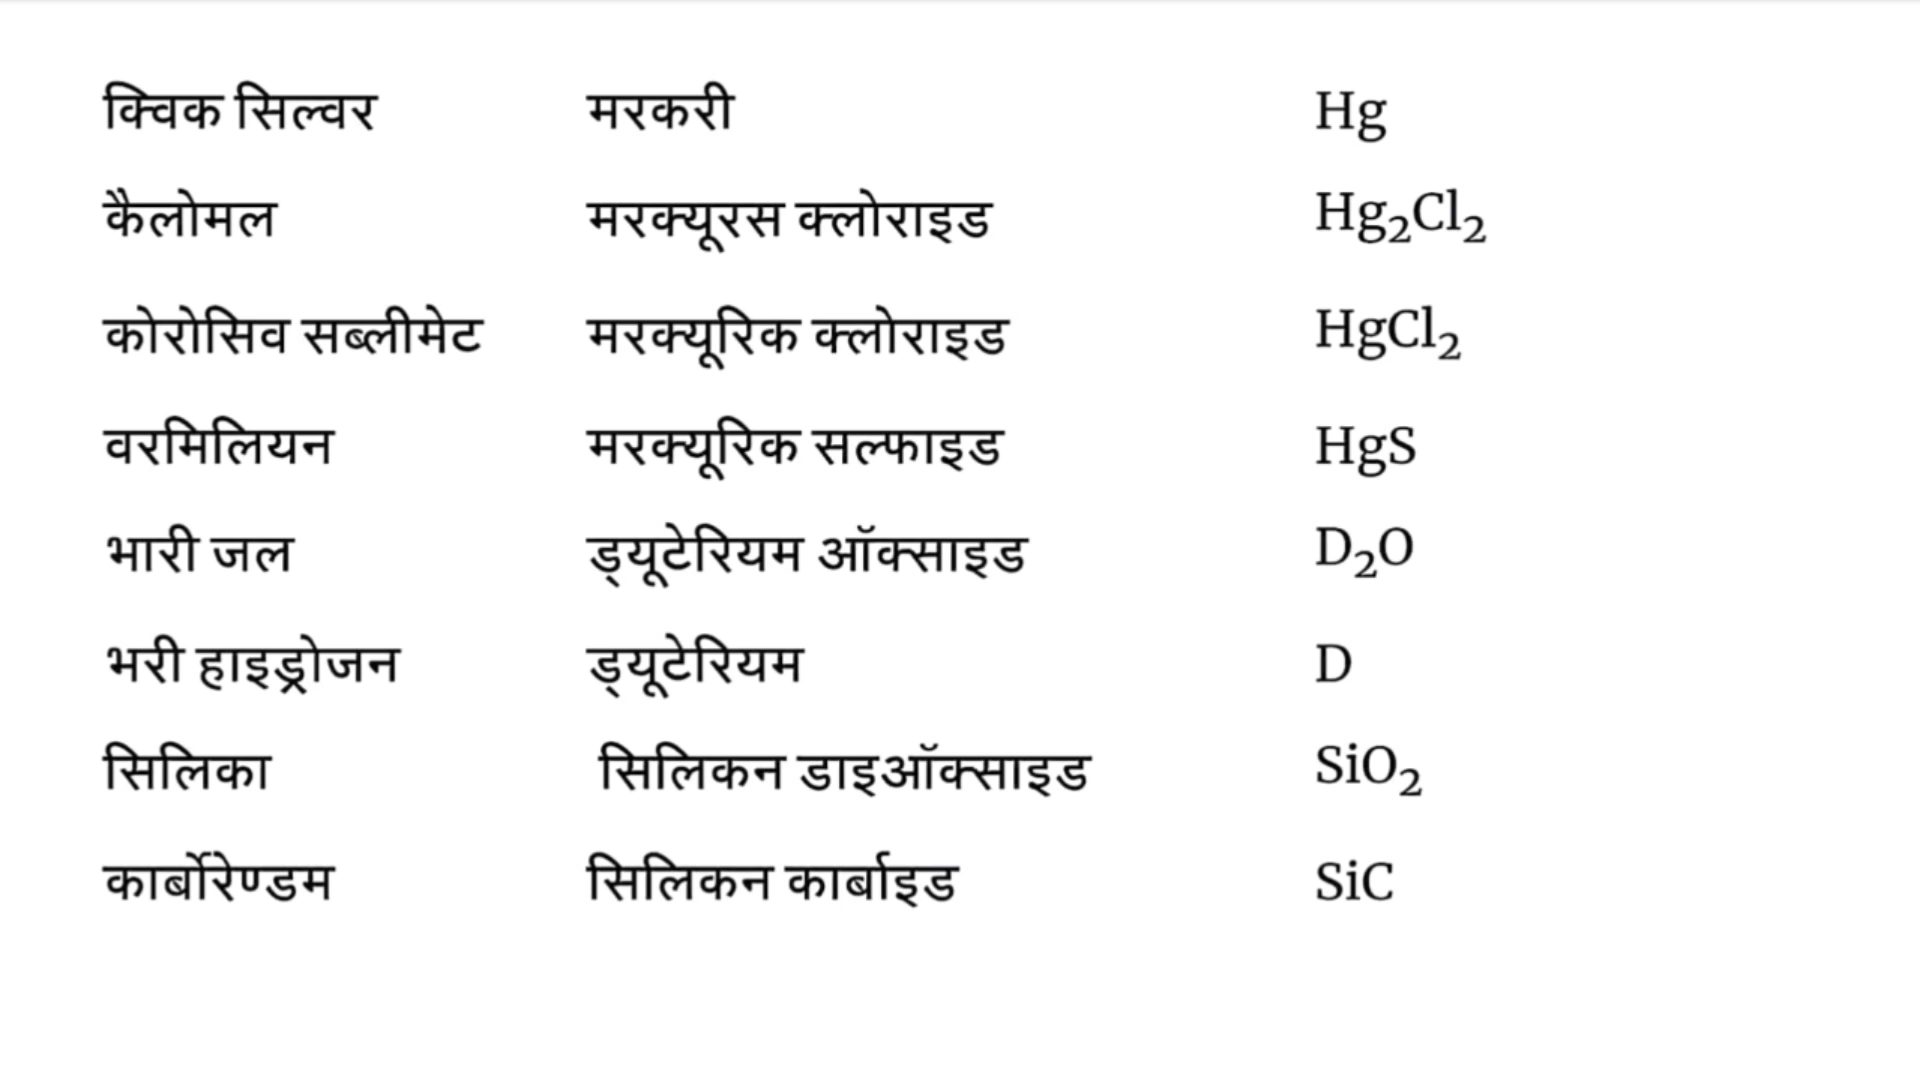 क्विक सिल्वर मरकरी Hg
कैलोमल मरक्यूरस क्लोराइड Hg₂Cl₂
कोरोसिव सब्लीमेट मरक्यूरिक क्लोराइड HgCl₂
वरमिलियन मरक्यूरिक सल्फाइड HgS
भारी जल ड्यूटेरियम ऑक्साइड D₂O
भरी हाइड्रोजन ड्यूटेरियम D
सिलिका सिलिकन डाइऑक्साइड SiO₂
कार्बोरेण्डम सिलिकन कार्बाइड SiC